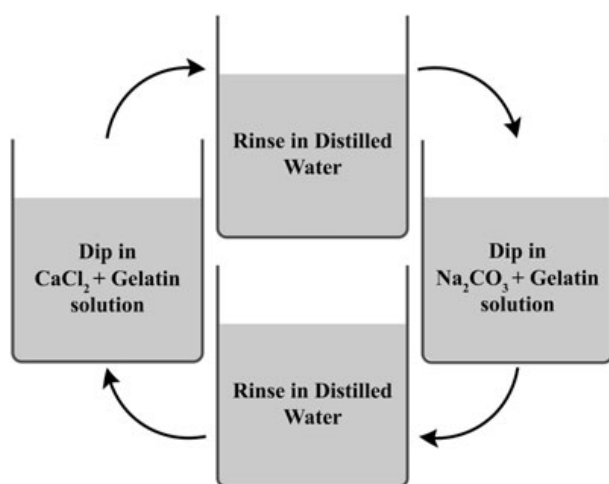 Rinse in Distilled
Water
Dip in
CaCl₂ + Gelatin
solution
Dip in
Na₂CO₃ + Gelatin
solution
Rinse in Distilled
Water